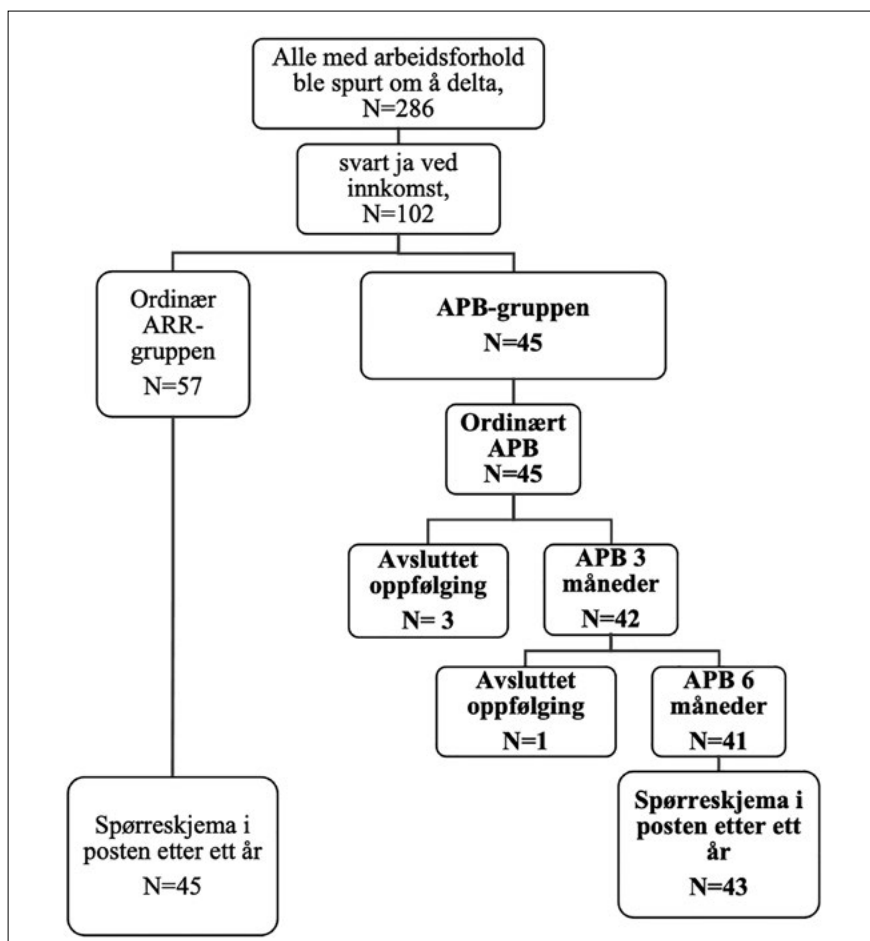 Alle med arbeidsforhold
ble spurt om å delta,
N=286
svart ja ved
innkomst,
N=102
Ordinær
ARR-
gruppen
N=57
APB-gruppen
N=45
Ordinært
APB
N=45
Avsluttet
oppfølging
N= 3
APB 3
måneder
N=42
Avsluttet
oppfølging
N=1
APB 6
måneder
N=41
Spørreskjema i
posten etter ett år
N=45
Spørreskjema i
posten etter ett
år
N=43